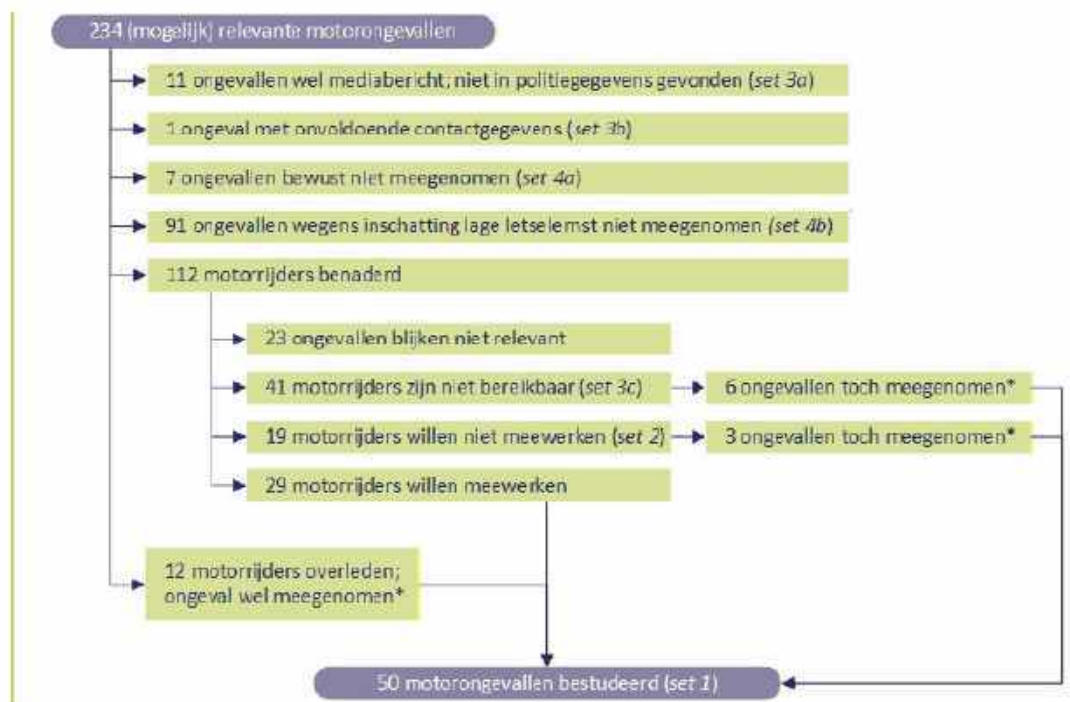 234 (mogelijk) relevante motorongevallen
11 ongevallen wel mediabericht; niet in politiegegevens gevonden (set 3a)
1 ongeval met onvoldoende contactgegevens (set 3b)
7 ongevallen bewust niet meegenomen (set 4a)
91 ongevallen wegens inschatting lage letselernst niet meegenomen (set 4b)
112 motorrijders benaderd
23 ongevallen blijken niet relevant
41 motorrijders zijn niet bereikbaar (set 3c)
6 ongevallen toch meegenomen*
19 motorrijders willen niet meewerken (set 2)
3 ongevallen toch meegenomen*
29 motorrijders willen meewerken
12 motorrijders overleden;
ongeval wel meegenomen*
50 motorongevallen bestudeerd (set 1)